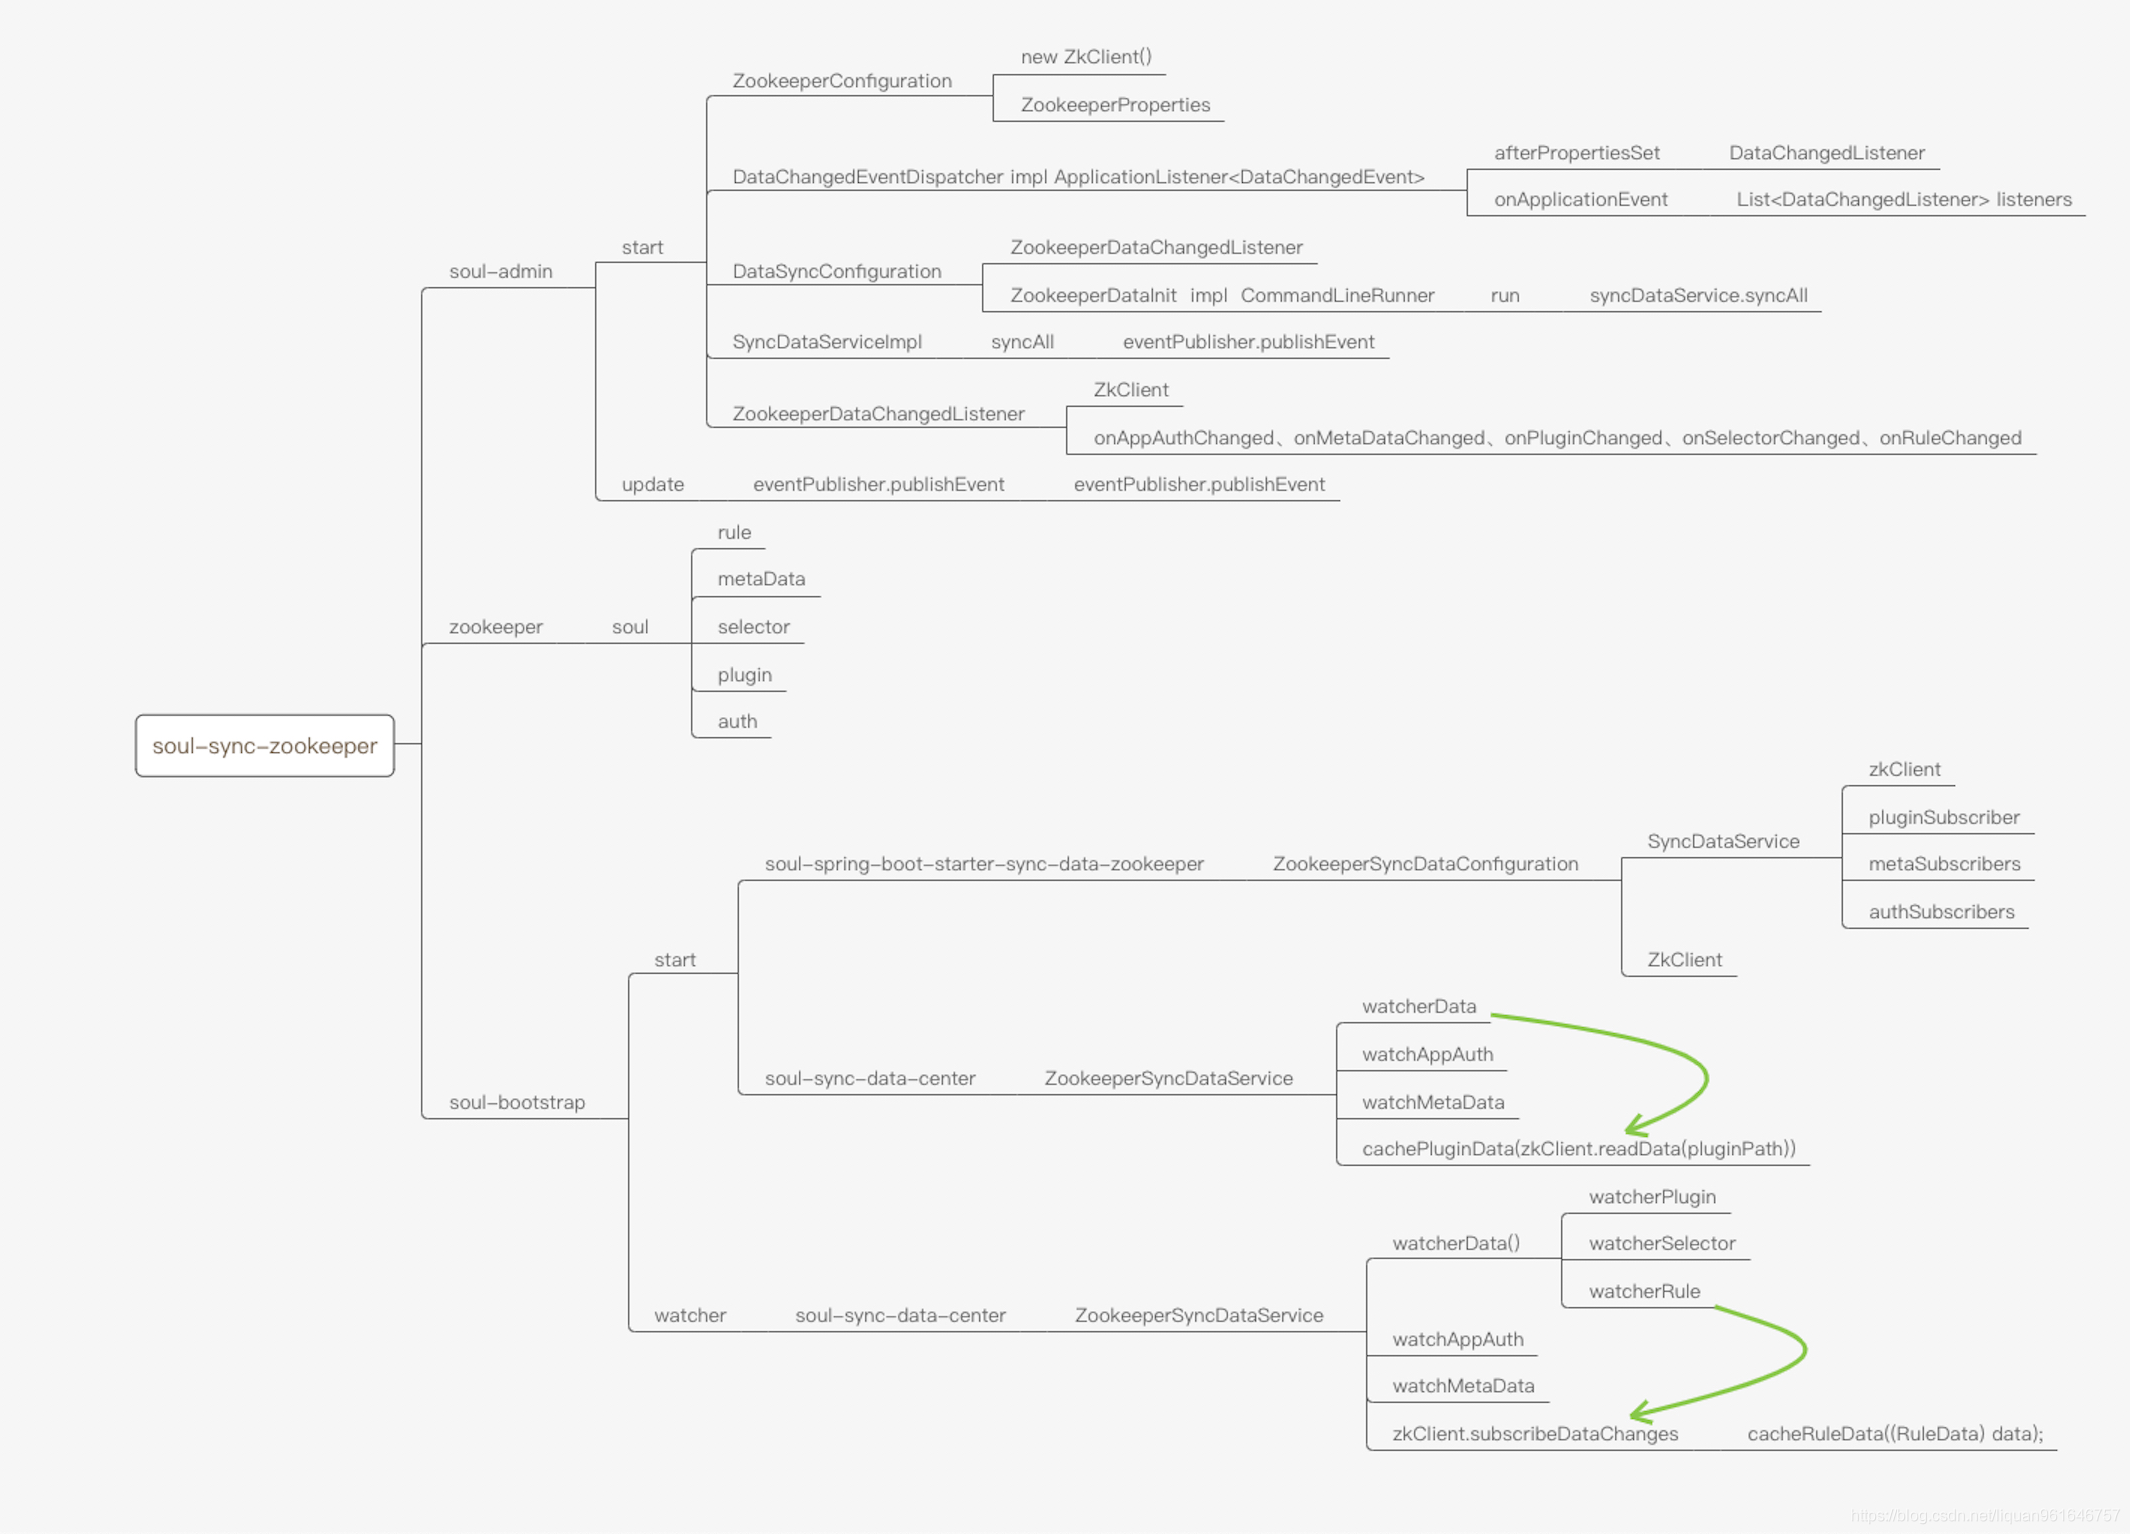 new ZkClient()
ZookeeperConfiguration
ZookeeperProperties
afterPropertiesSet DataChangedListener
DataChangedEventDispatcher impl ApplicationListener<DataChangedEvent>
onApplicationEvent List<DataChangedListener> listeners
start
ZookeeperDataChangedListener
soul-admin
DataSyncConfiguration
ZookeeperDataInit impl CommandLineRunner run syncDataService.syncAll
SyncDataServiceImpl syncAll eventPublisher.publishEvent
ZkClient
ZookeeperDataChangedListener
onAppAuthChanged、onMetaDataChanged、onPluginChanged、onSelectorChanged、onRuleChanged
update eventPublisher.publishEvent eventPublisher.publishEvent
rule
metaData
zookeeper soul selector
plugin
auth
soul-sync-zookeeper
zkClient
pluginSubscriber
SyncDataService
soul-spring-boot-starter-sync-data-zookeeper ZookeeperSyncDataConfiguration
metaSubscribers
authSubscribers
start
ZkClient
watcherData
watchAppAuth
soul-sync-data-center ZookeeperSyncDataService
soul-bootstrap
watchMetaData
cachePluginData(zkClient.readData(pluginPath))
watcherPlugin
watcherData()
watcherSelector
watcherRule
watcher soul-sync-data-center ZookeeperSyncDataService
watchAppAuth
watchMetaData
zkClient.subscribeDataChanges cacheRuleData((RuleData) data);
https://blog.csdn.net/liquan961646757